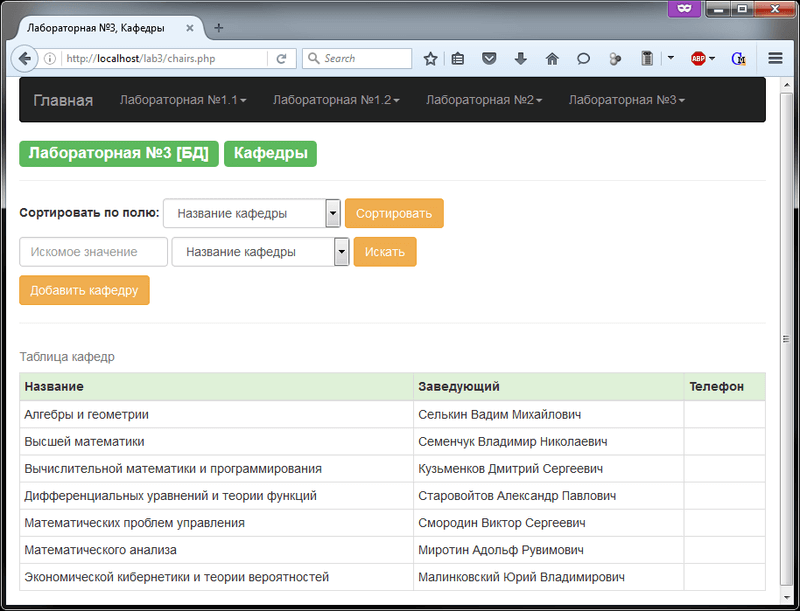 Лабораторная №3, Кафедры
http://localhost/lab3/chairs.php
Search
ABP
Главная Лабораторная №1.1 Лабораторная №1.2 Лабораторная №2 Лабораторная №3
Лабораторная №3 [БД] Кафедры
Сортировать по полю: Название кафедры Сортировать
Искомое значение Название кафедры Искать
Добавить кафедру
Таблица кафедр
Название Заведующий Телефон
Алгебры и геометрии Селькин Вадим Михайлович
Высшей математики Семенчук Владимир Николаевич
Вычислительной математики и программирования Кузьменков Дмитрий Сергеевич
Дифференциальных уравнений и теории функций Старовойтов Александр Павлович
Математических проблем управления Смородин Виктор Сергеевич
Математического анализа Миротин Адольф Рувимович
Экономической кибернетики и теории вероятностей Малинковский Юрий Владимирович